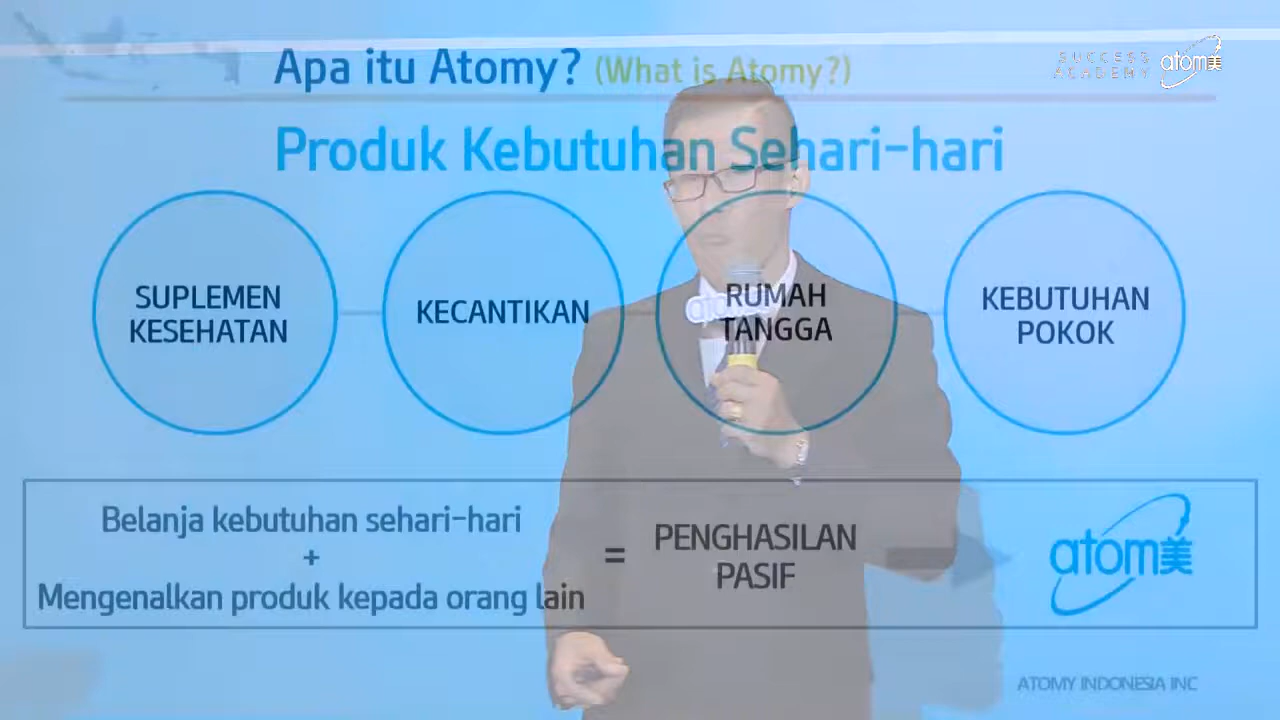 Apa itu Atomy? (What is Atomy?)
SUCCESS
ACADEMY
atom美
Produk Kebutuhan Sehari-hari
SUPLEMEN
KESEHATAN
KECANTIKAN
RUMAH
TANGGA
KEBUTUHAN
POKOK
Belanja kebutuhan sehari-hari
+
Mengenalkan produk kepada orang lain
=
PENGHASILAN
PASIF
atom美
ATOMY INDONESIA INC